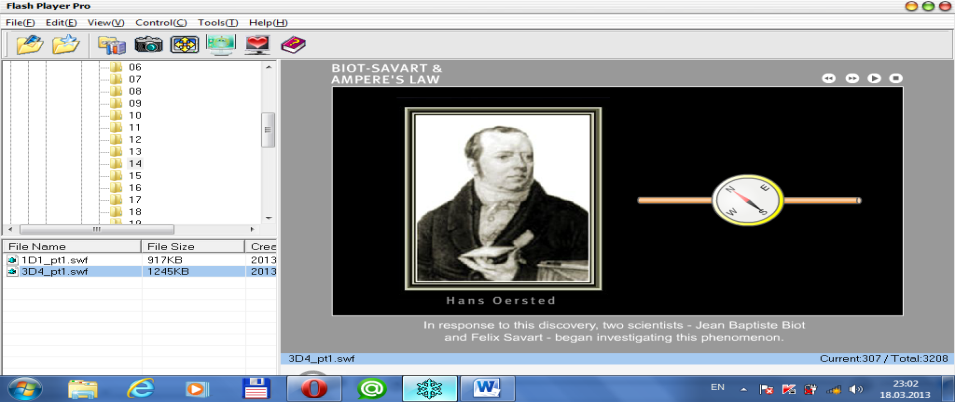 Flash Player Pro
File(F) Edit(E) View(V) Control(C) Tools(T) Help(H)
06
07
08
09
10
11
12
13
14
15
16
17
18
19
File Name File Size Crea
1D1_pt1.swf 917KB 2013
3D4_pt1.swf 1245KB 2013
BIOT-SAVART &
AMPERE'S LAW
N E
W S
Hans Oersted
In response to this discovery, two scientists - Jean Baptiste Biot
and Felix Savart - began investigating this phenomenon.
3D4_pt1.swf Current:307 / Total:3208
EN 23:02
18.03.2013